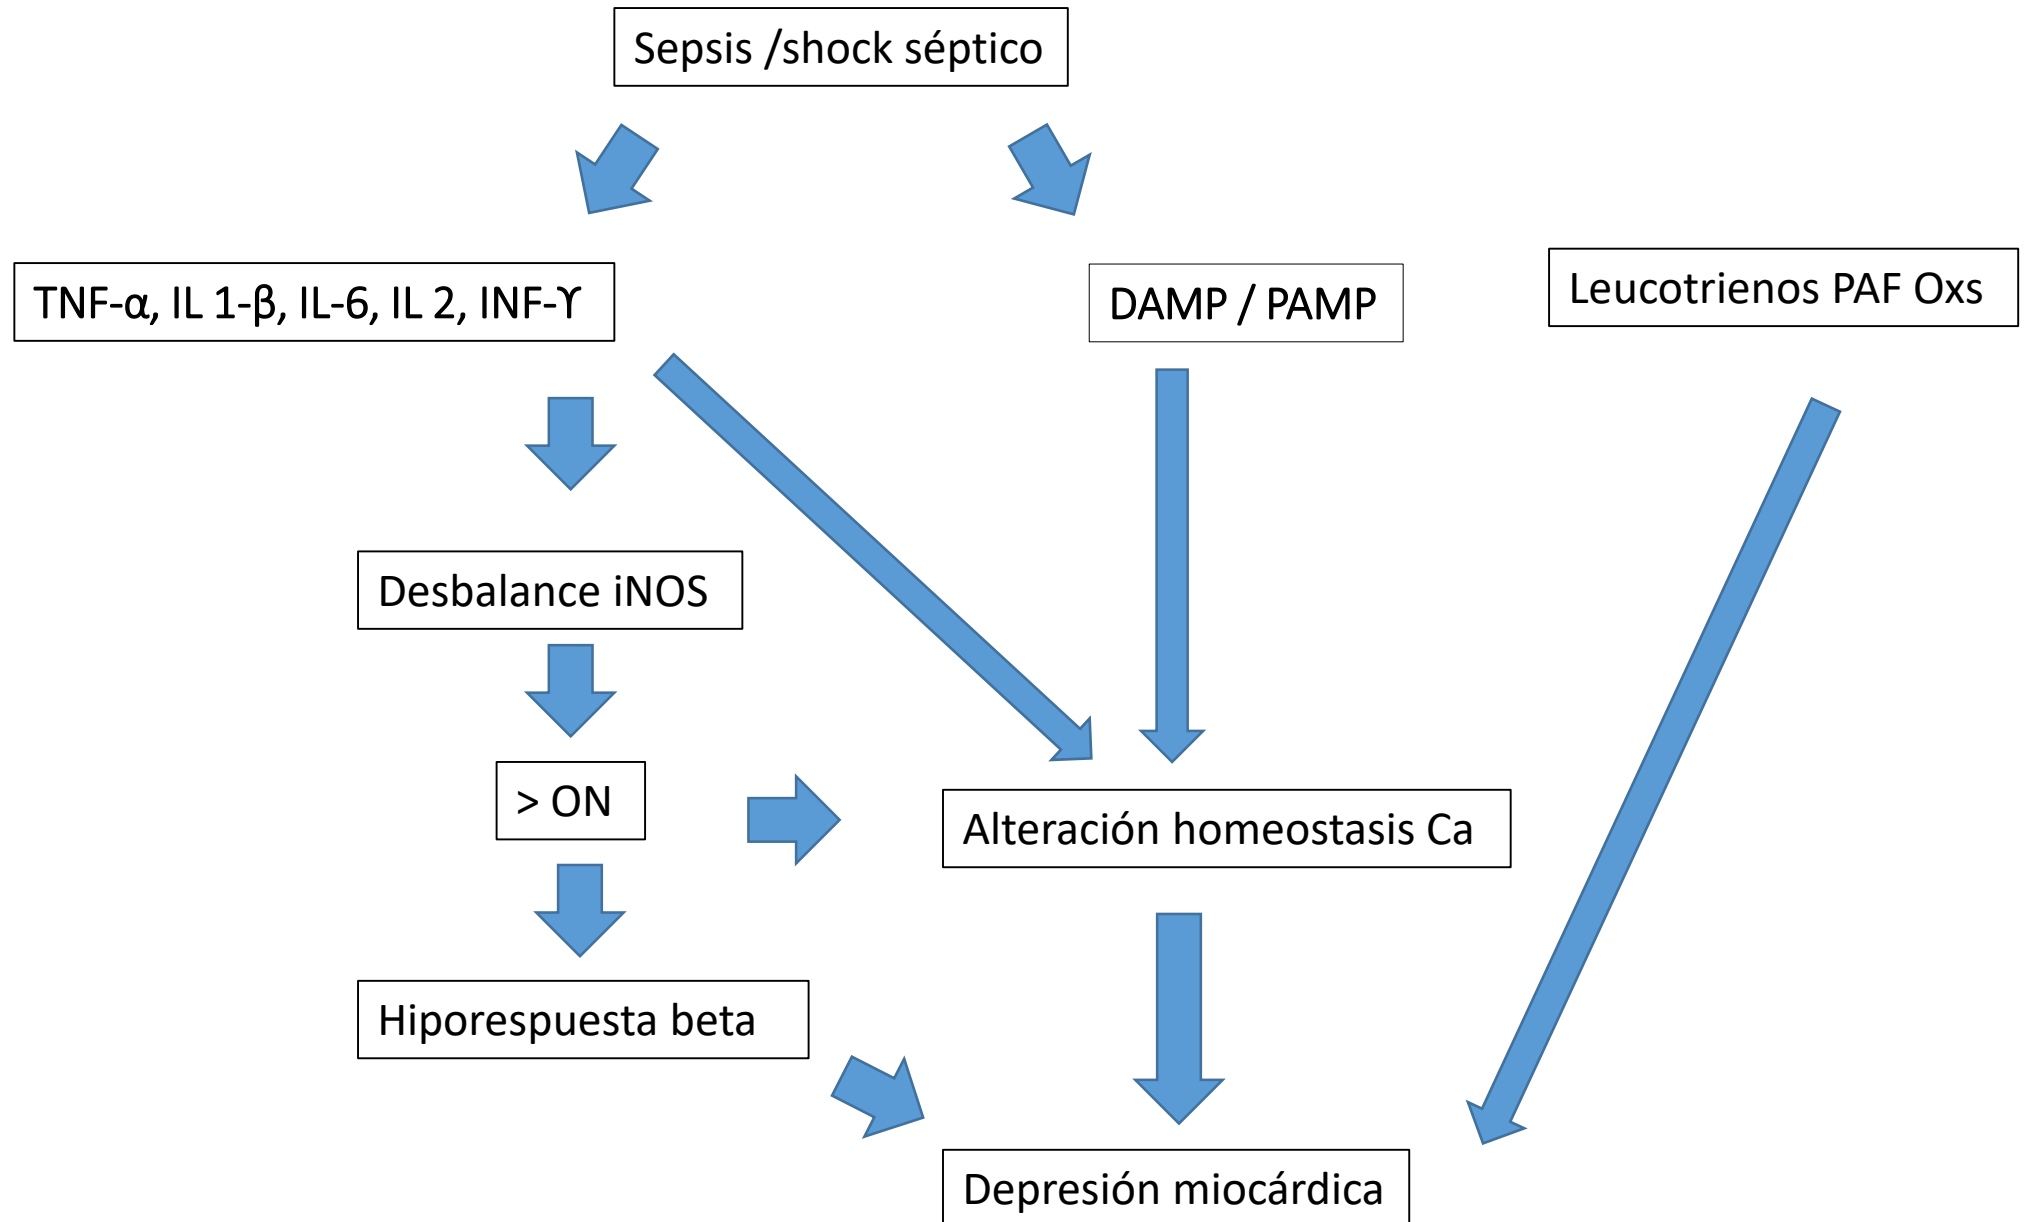 Sepsis /shock séptico
TNF-α, IL 1-β, IL-6, IL 2, INF-ϒ
DAMP / PAMP
Leucotrienos PAF Oxs
Desbalance iNOS
> ON
Alteración homeostasis Ca
Hiporespuesta beta
Depresión miocárdica